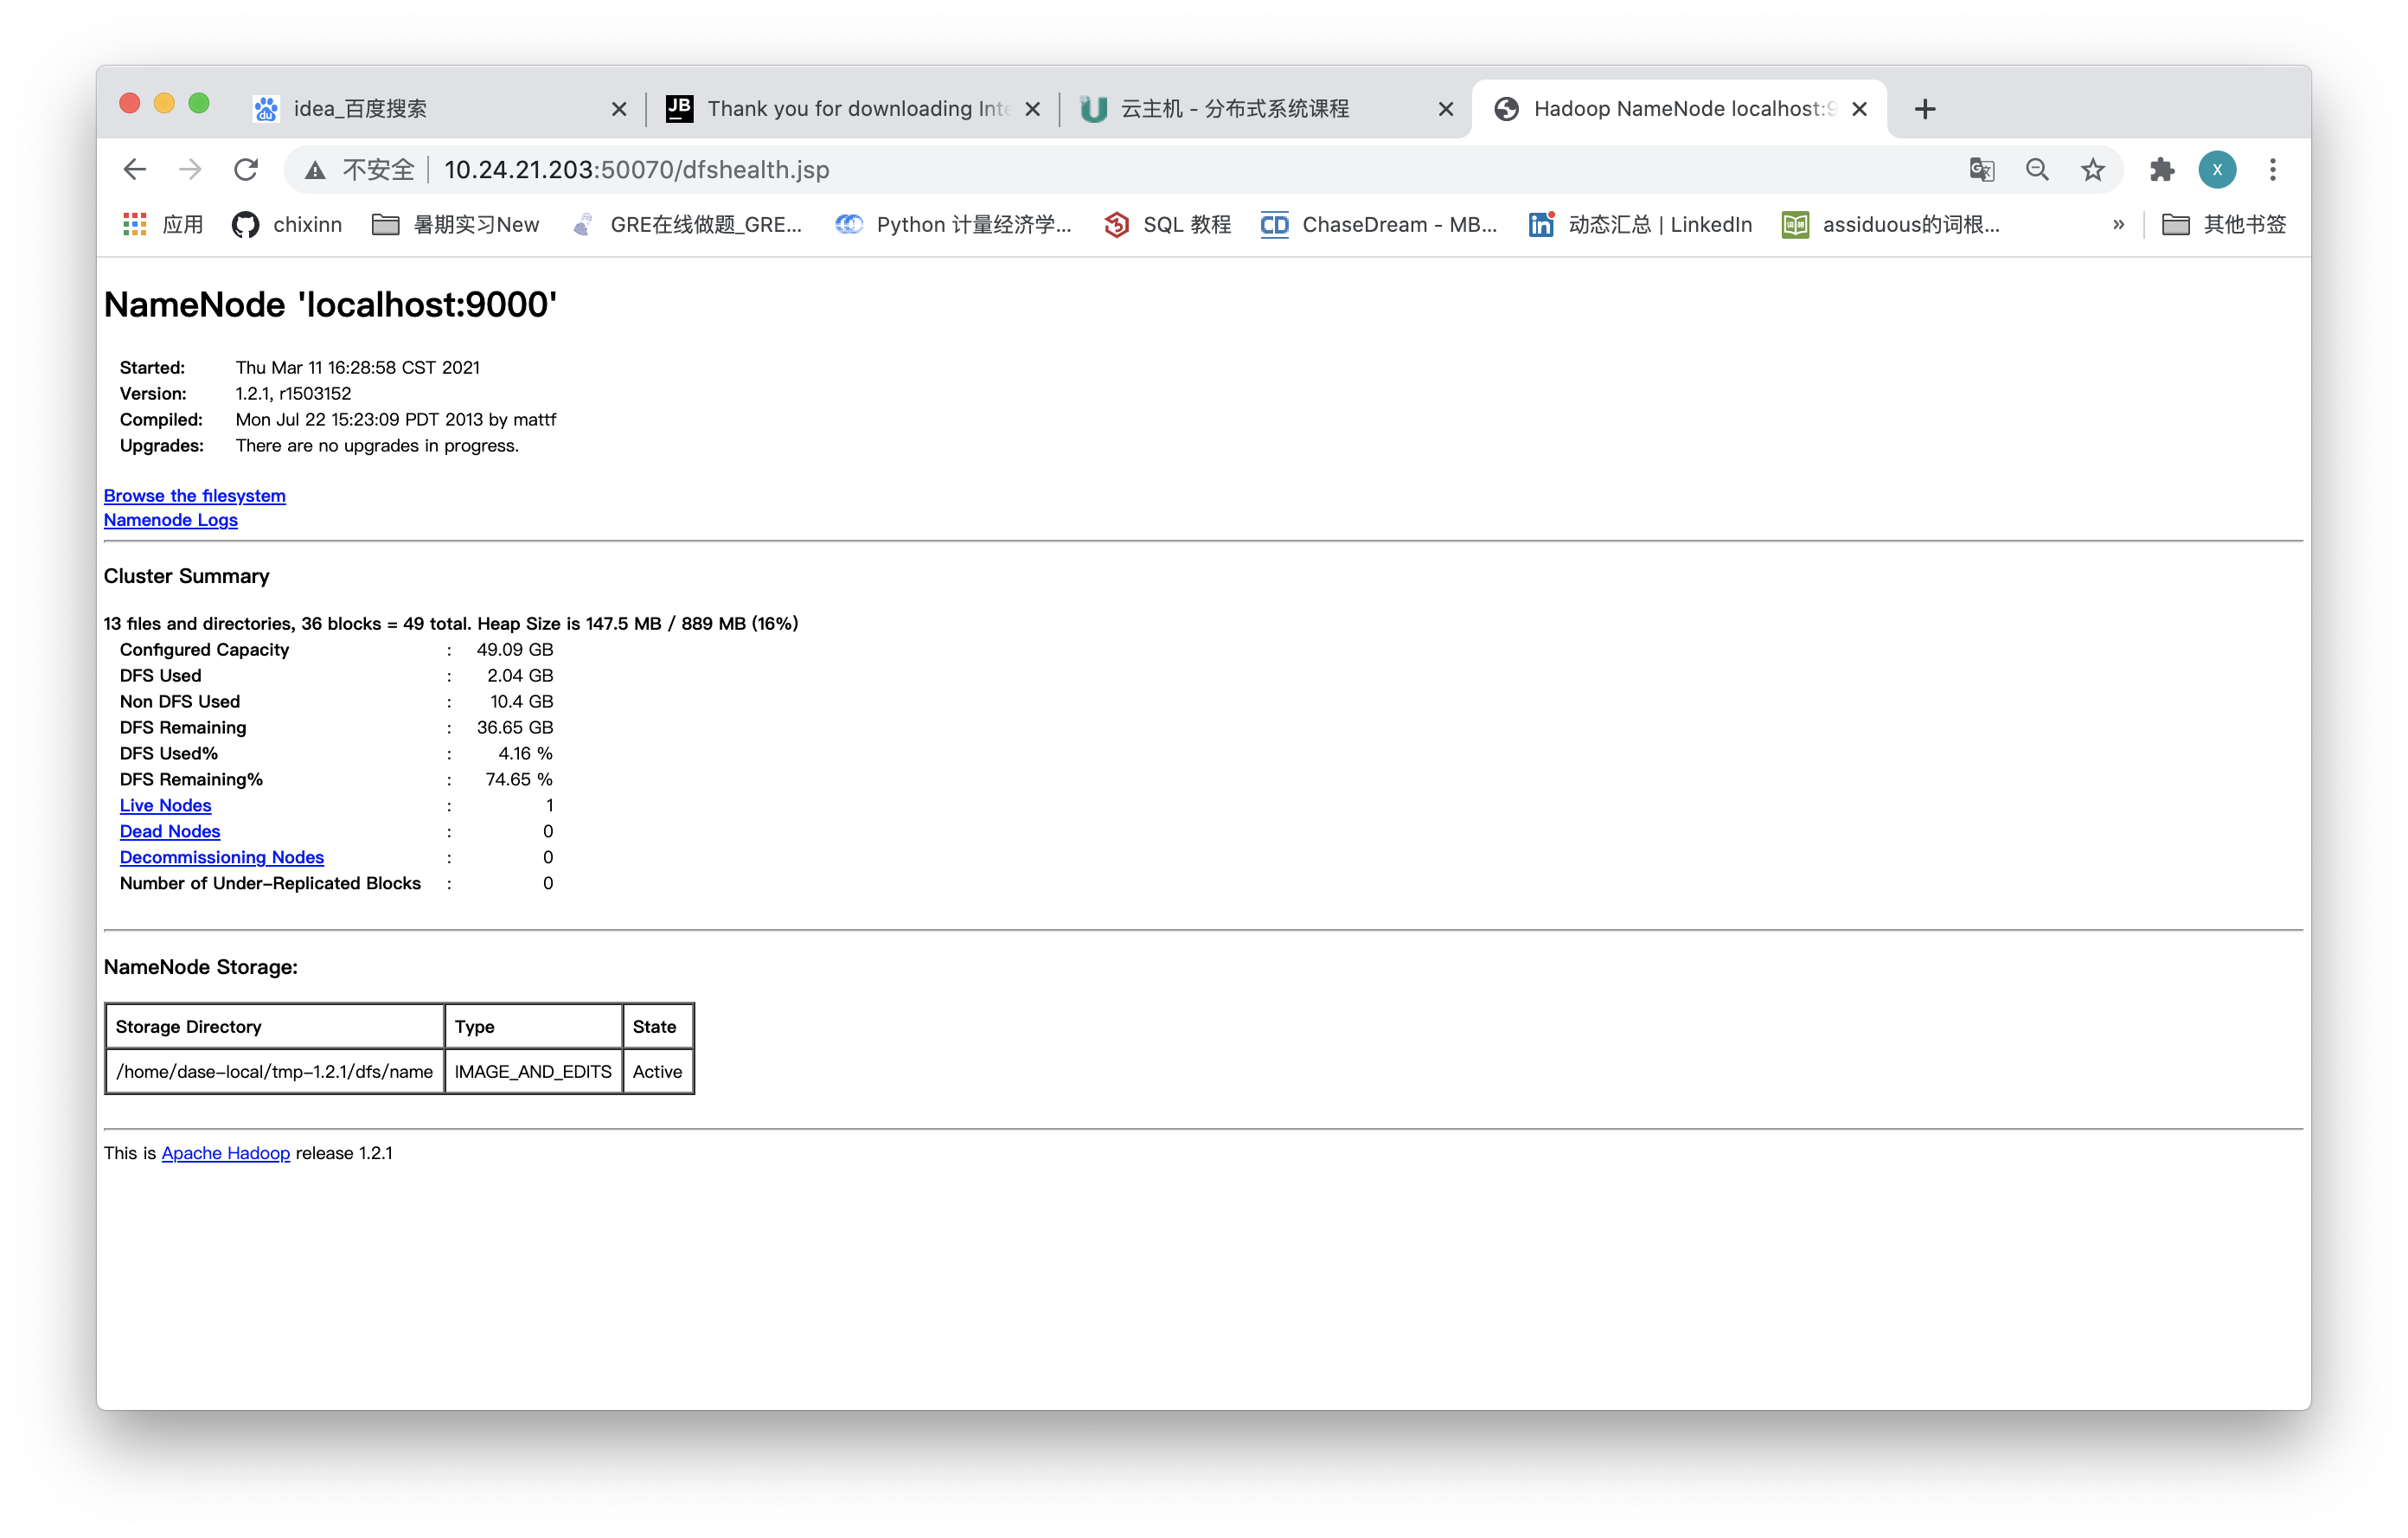 idea_百度搜索
JB Thank you for downloading Inte
云主机 - 分布式系统课程
Hadoop NameNode localhost:9
不安全 10.24.21.203:50070/dfshealth.jsp
X
应用 chixinn 暑期实习New GRE在线做题_GRE... Python 计量经济学... SQL 教程 CD ChaseDream - MB... in 动态汇总 | LinkedIn assiduous的词根... » 其他书签
NameNode 'localhost:9000'
Started: Thu Mar 11 16:28:58 CST 2021
Version: 1.2.1, r1503152
Compiled: Mon Jul 22 15:23:09 PDT 2013 by mattf
Upgrades: There are no upgrades in progress.
Browse the filesystem
Namenode Logs
Cluster Summary
13 files and directories, 36 blocks = 49 total. Heap Size is 147.5 MB / 889 MB (16%)
Configured Capacity : 49.09 GB
DFS Used : 2.04 GB
Non DFS Used : 10.4 GB
DFS Remaining : 36.65 GB
DFS Used% : 4.16 %
DFS Remaining% : 74.65 %
Live Nodes : 1
Dead Nodes : 0
Decommissioning Nodes : 0
Number of Under-Replicated Blocks : 0
NameNode Storage:
Storage Directory Type State
/home/dase-local/tmp-1.2.1/dfs/name IMAGE_AND_EDITS Active
This is Apache Hadoop release 1.2.1